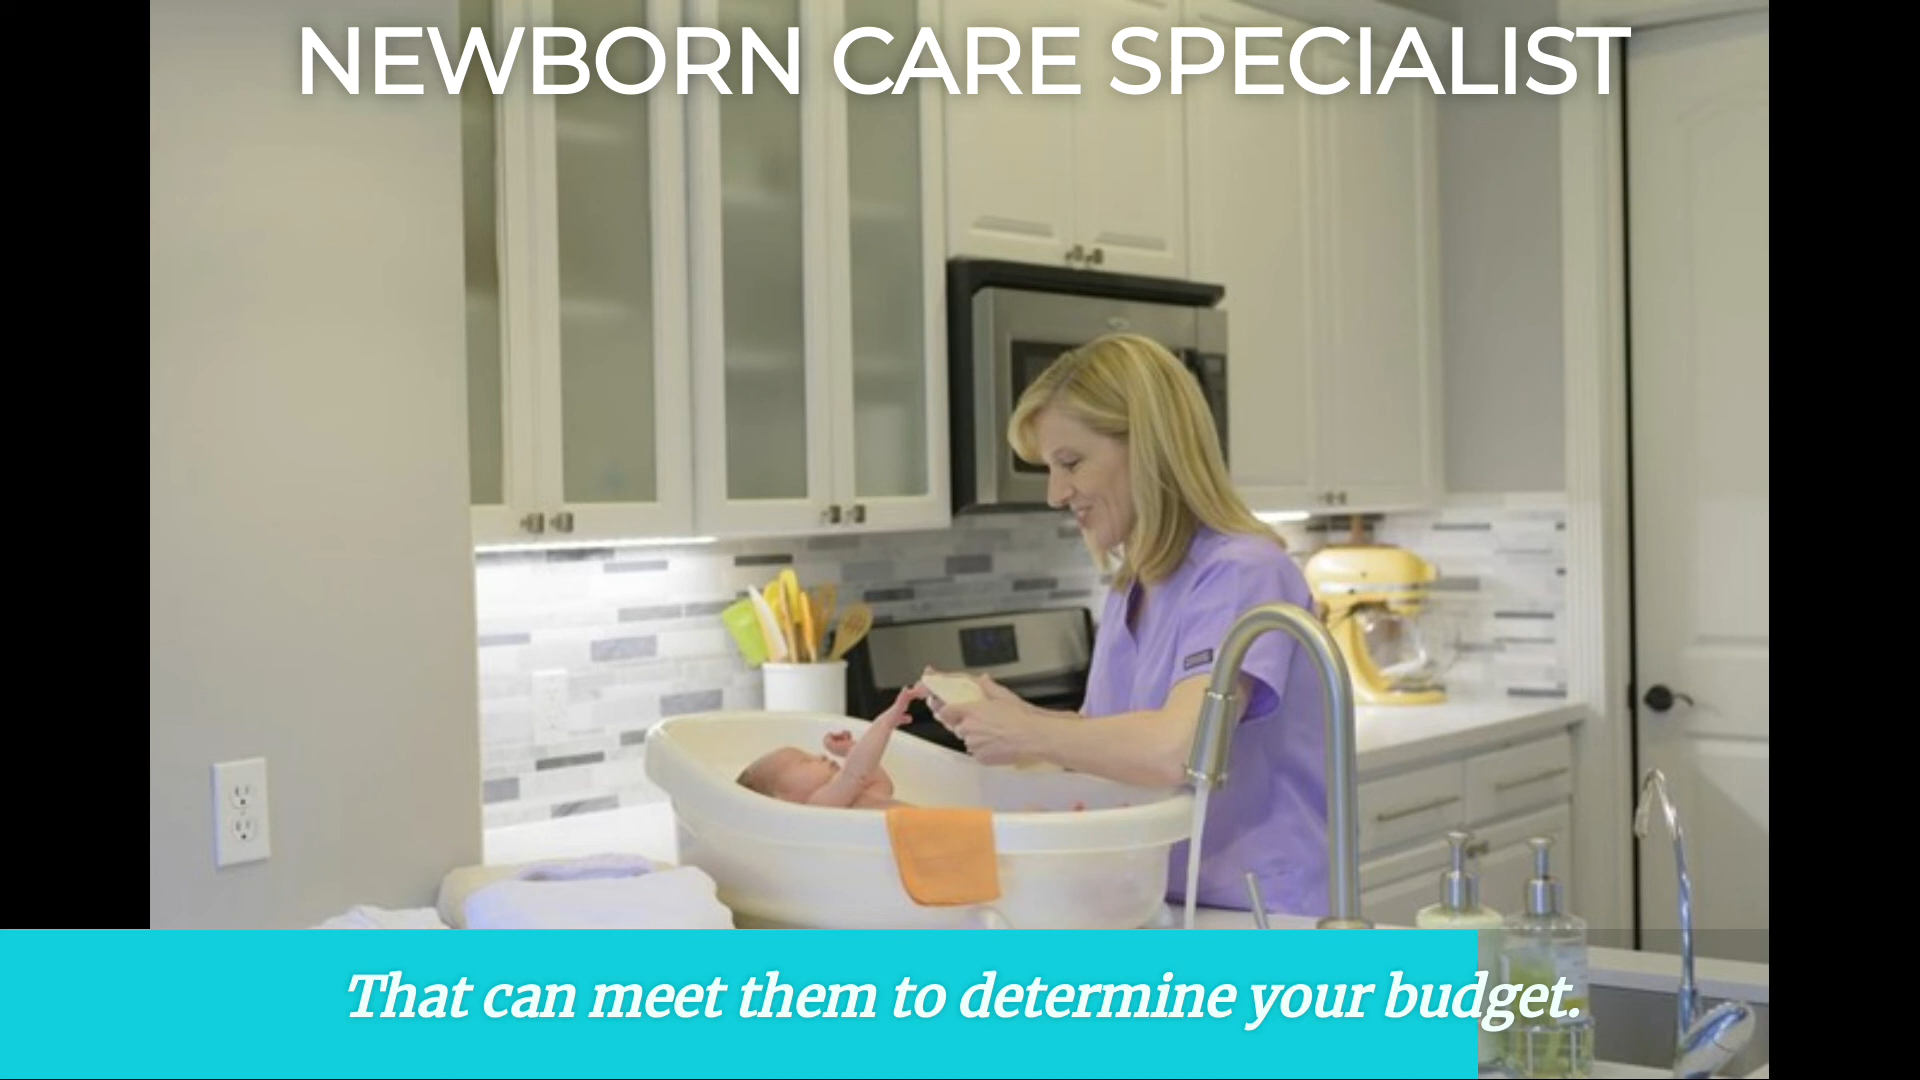 NEWBORN CARE SPECIALIST
That can meet them to determine your budget.